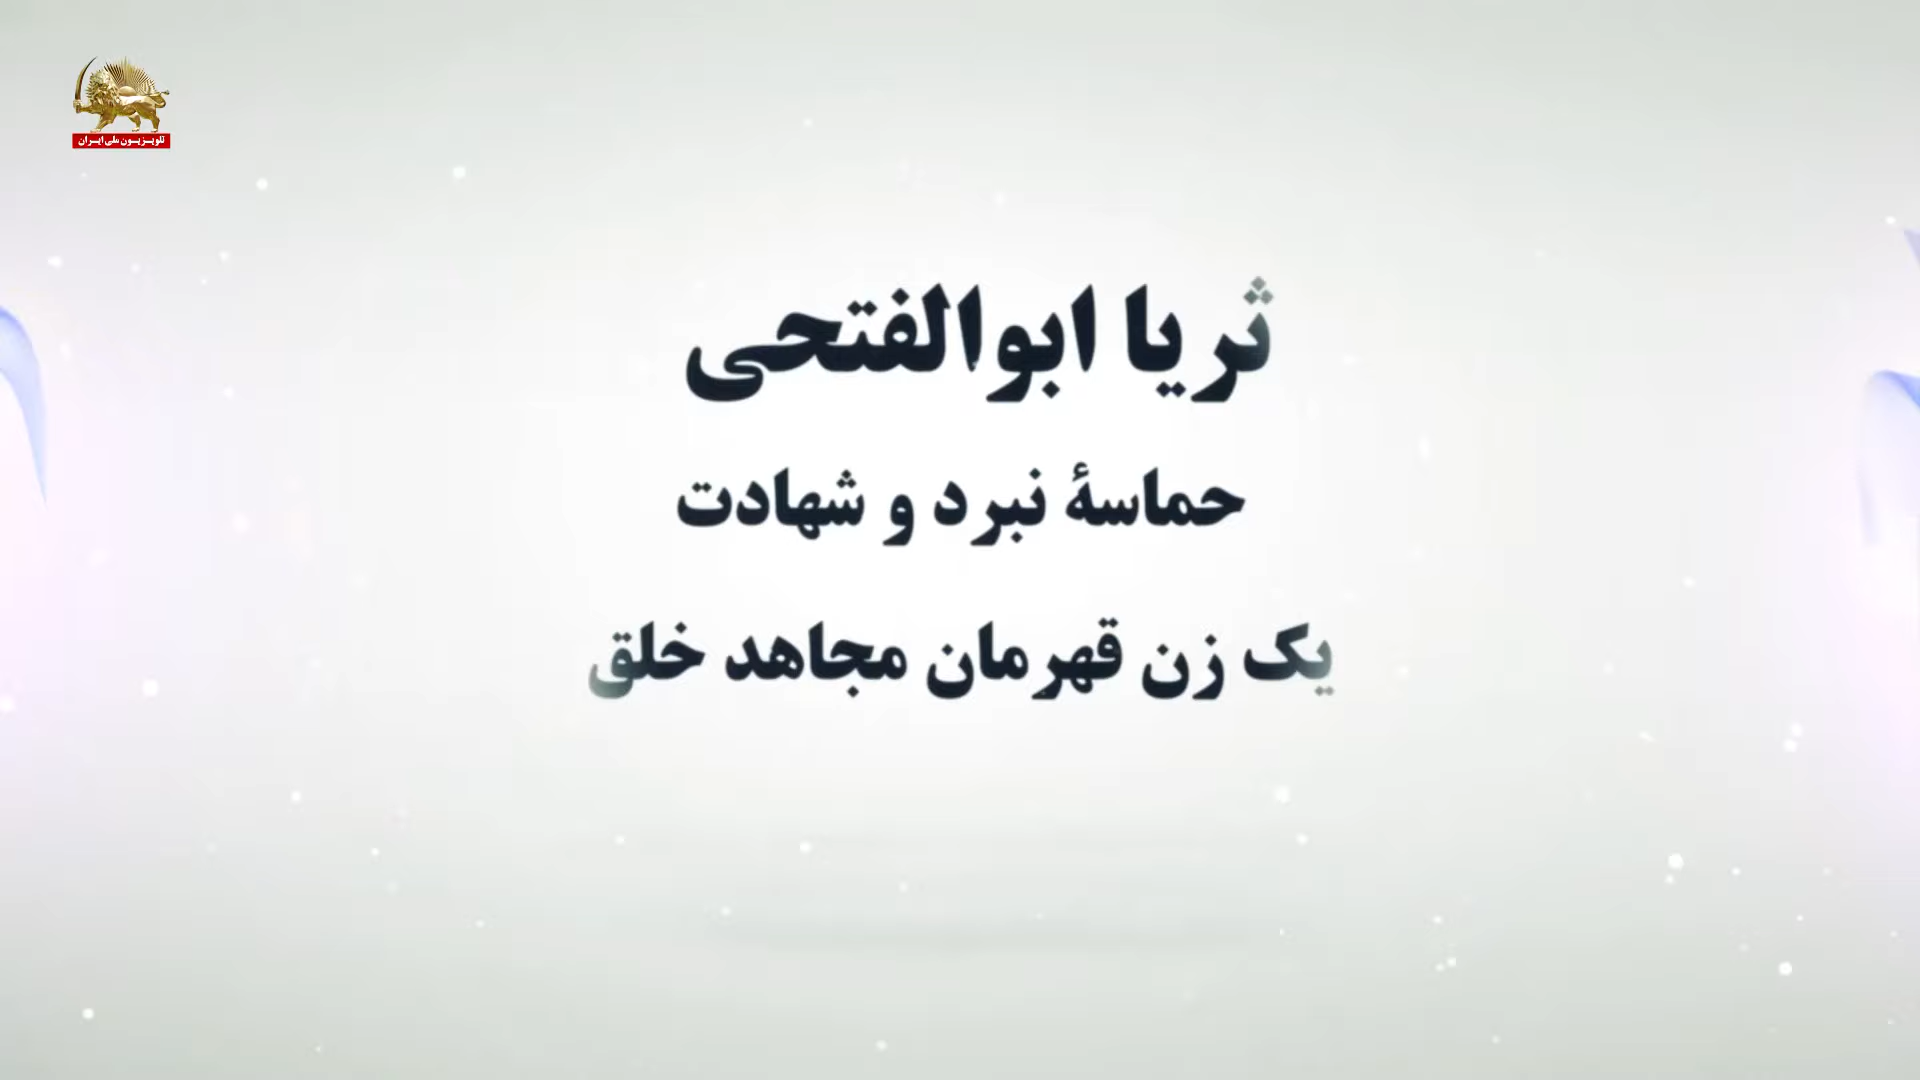 تلویزیون ملی ایران
ثریا ابوالفتحی
حماسهٔ نبرد و شهادت
یک زن قهرمان مجاهد خلق